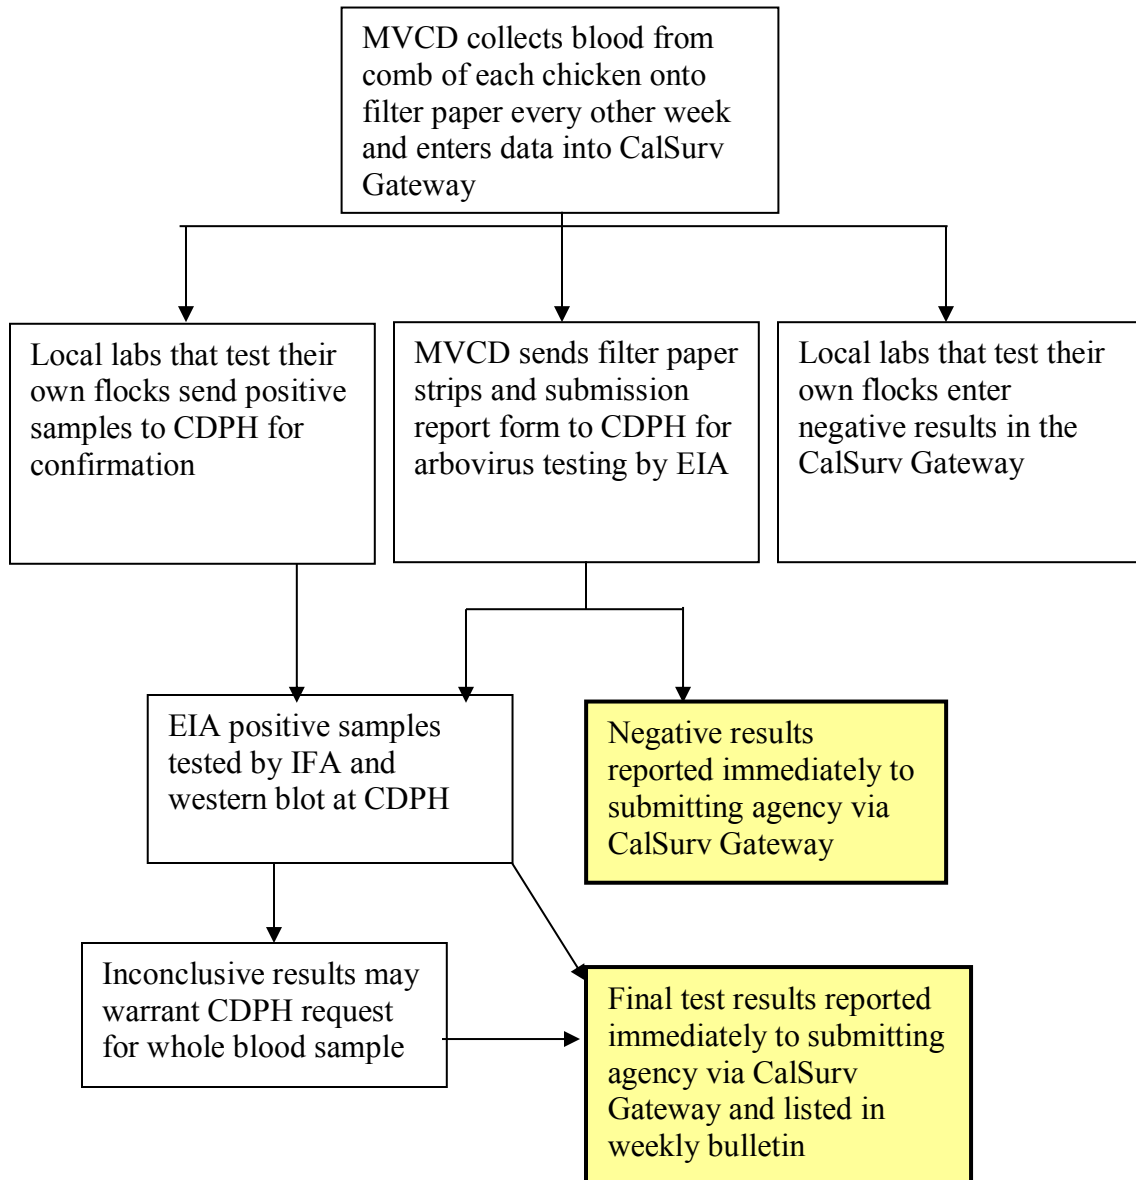 MVCD collects blood from
comb of each chicken onto
filter paper every other week
and enters data into CalSurv
Gateway
Local labs that test their
own flocks send positive
samples to CDPH for
confirmation
MVCD sends filter paper
strips and submission
report form to CDPH for
arbovirus testing by EIA
Local labs that test their
own flocks enter
negative results in the
CalSurv Gateway
EIA positive samples
tested by IFA and
western blot at CDPH
Negative results
reported immediately to
submitting agency via
CalSurv Gateway
Inconclusive results may
warrant CDPH request
for whole blood sample
Final test results reported
immediately to submitting
agency via CalSurv
Gateway and listed in
weekly bulletin